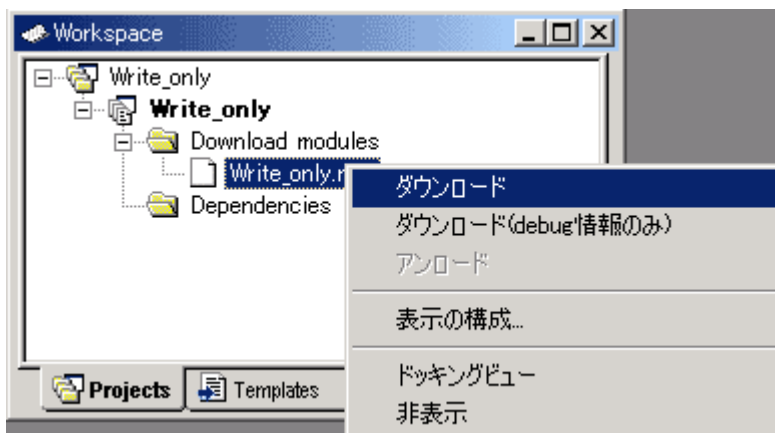 Workspace
Write_only
Write_only
Download modules
Write_only.
Dependencies
ダウンロード
ダウンロード(debug情報のみ)
アンロード
表示の構成...
ドッキングビュー
非表示
Projects
Templates